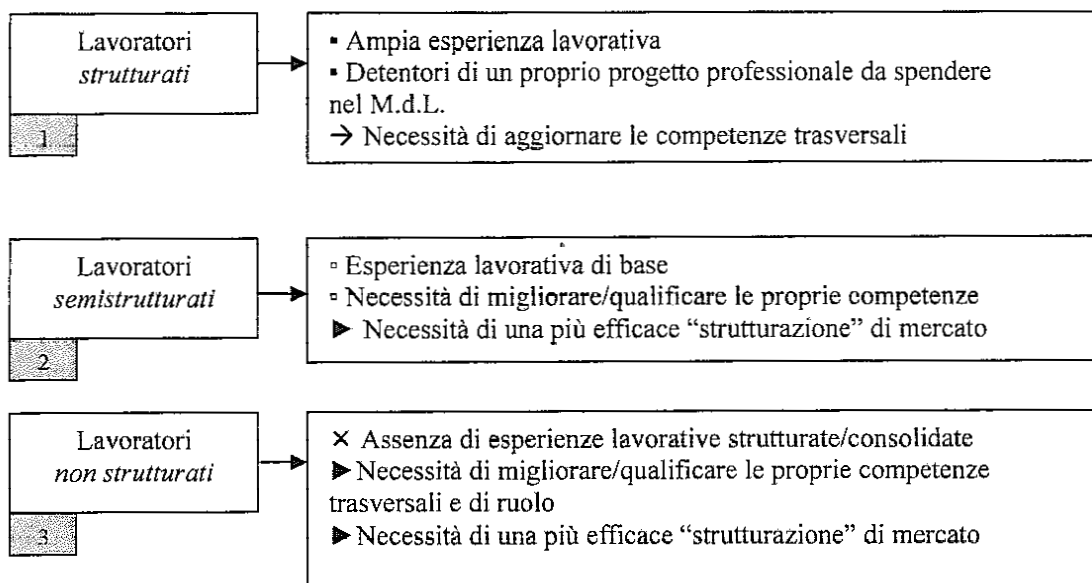 Lavoratori
strutturati
1
▪ Ampia esperienza lavorativa
▪ Detentori di un proprio progetto professionale da spendere
nel M.d.L.
→ Necessità di aggiornare le competenze trasversali
Lavoratori
semistrutturati
2
▫ Esperienza lavorativa di base
▫ Necessità di migliorare/qualificare le proprie competenze
► Necessità di una più efficace “strutturazione” di mercato
Lavoratori
non strutturati
3
× Assenza di esperienze lavorative strutturate/consolidate
► Necessità di migliorare/qualificare le proprie competenze
trasversali e di ruolo
► Necessità di una più efficace “strutturazione” di mercato